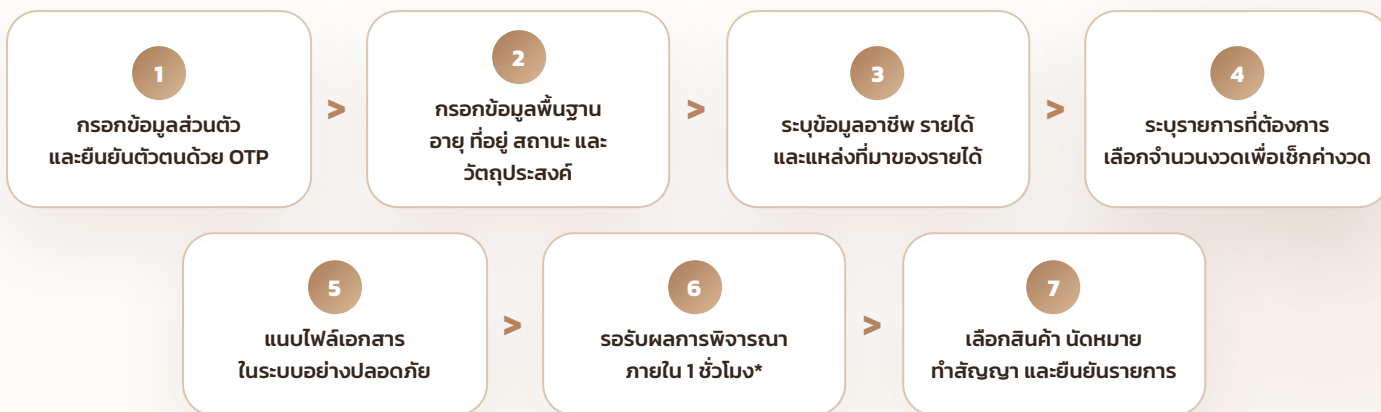 1
กรอกข้อมูลส่วนตัว
และยืนยันตัวตนด้วย OTP
>
2
กรอกข้อมูลพื้นฐาน
อายุ ที่อยู่ สถานะ และ
วัตถุประสงค์
>
3
ระบุข้อมูลอาชีพ รายได้
และแหล่งที่มาของรายได้
>
4
ระบุรายการที่ต้องการ
เลือกจำนวนงวดเพื่อเช็กค่างวด
5
แนบไฟล์เอกสาร
ในระบบอย่างปลอดภัย
>
6
รอรับผลการพิจารณา
ภายใน 1 ชั่วโมง*
>
7
เลือกสินค้า นัดหมาย
ทำสัญญา และยืนยันรายการ